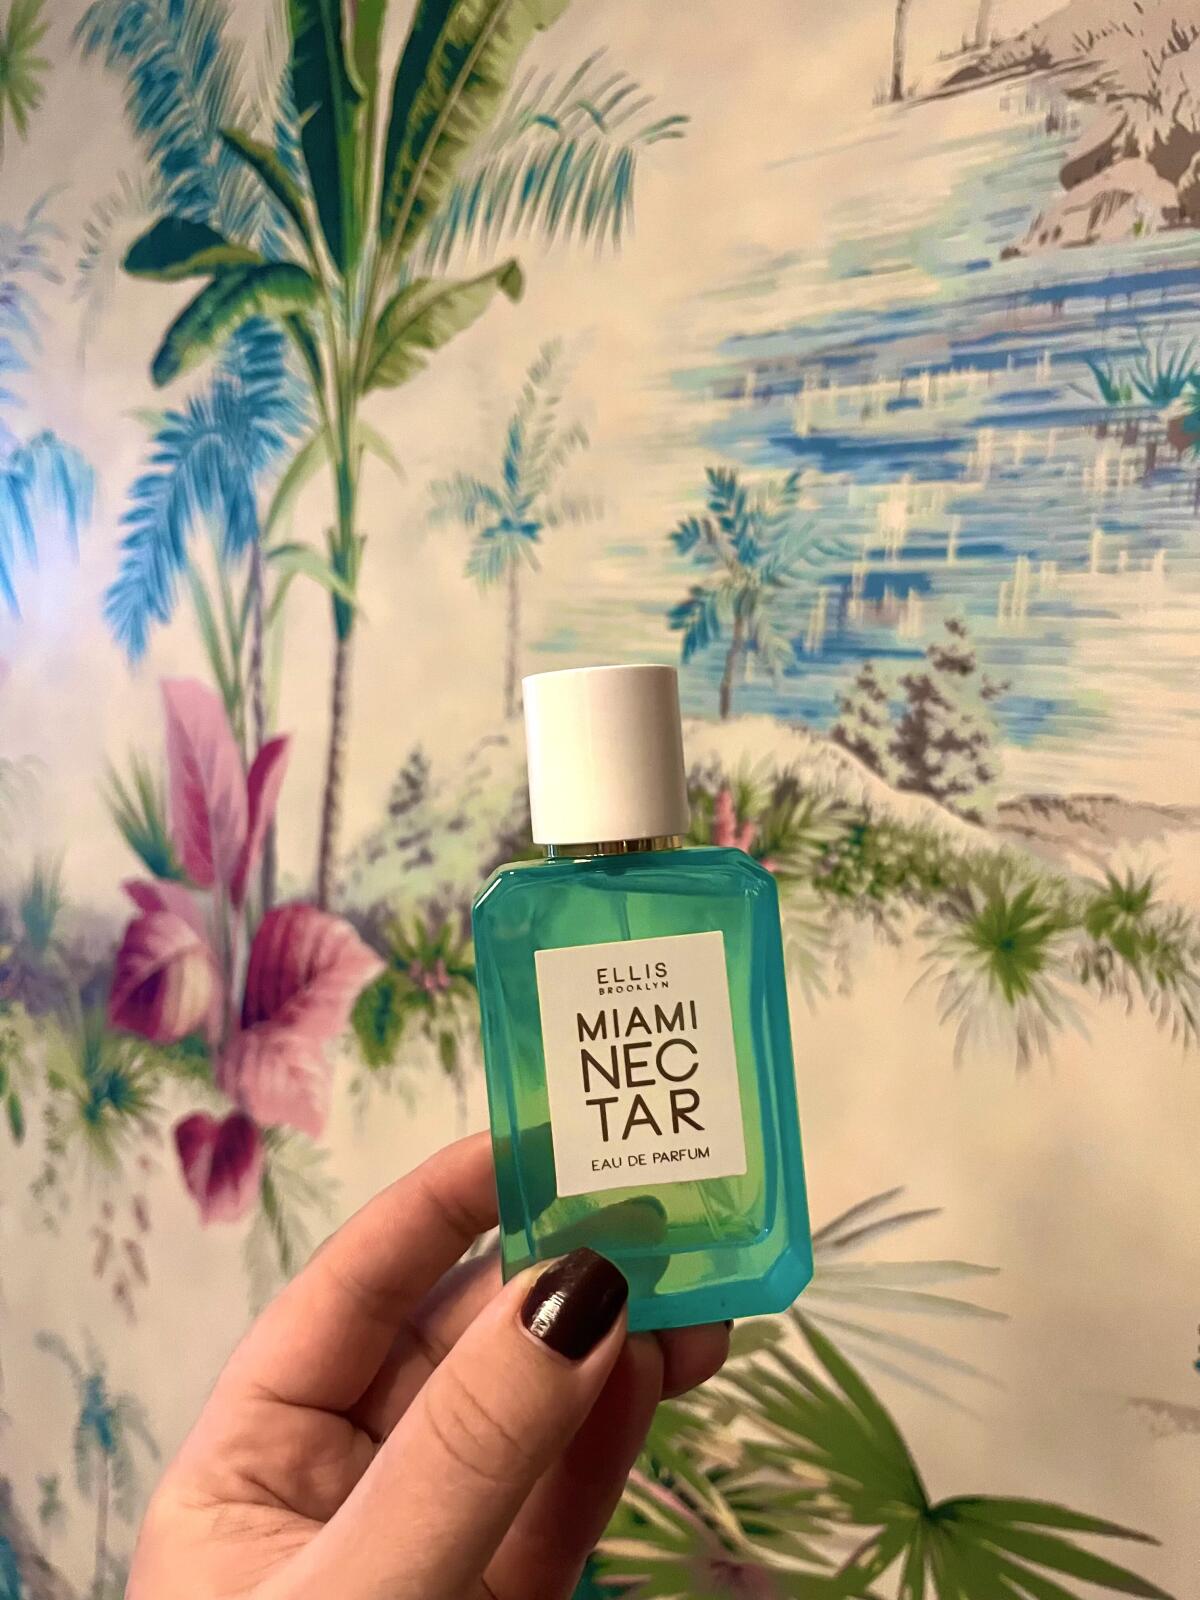 ELLIS
BROOKLYN
MIAMI
NEC
TAR
EAU DE PARFUM